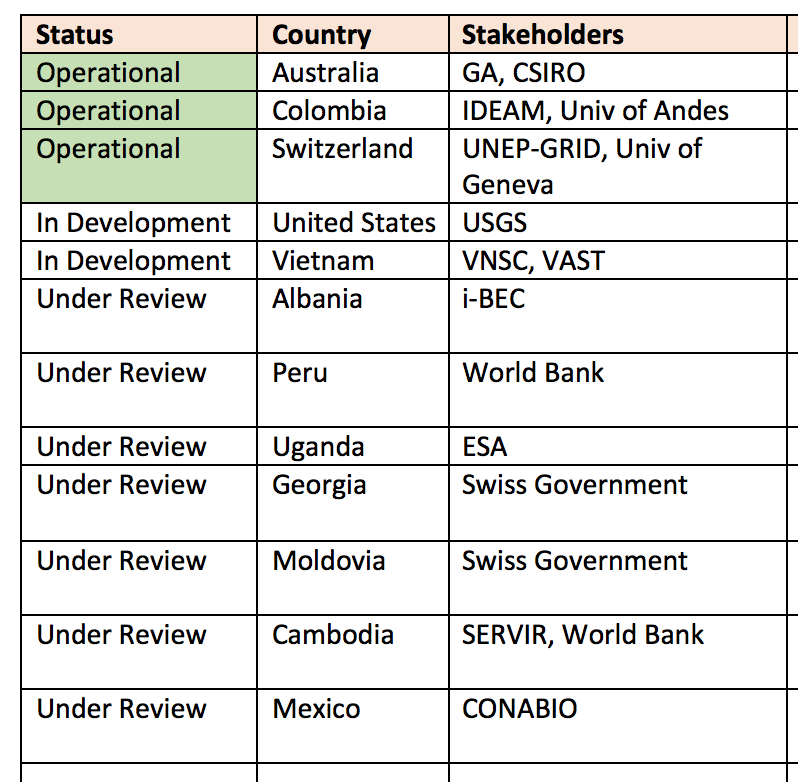 Status Country Stakeholders
Operational Australia GA, CSIRO
Operational Colombia IDEAM, Univ of Andes
Operational Switzerland UNEP-GRID, Univ of
Geneva
In Development United States USGS
In Development Vietnam VNSC, VAST
Under Review Albania i-BEC
Under Review Peru World Bank
Under Review Uganda ESA
Under Review Georgia Swiss Government
Under Review Moldovia Swiss Government
Under Review Cambodia SERVIR, World Bank
Under Review Mexico CONABIO